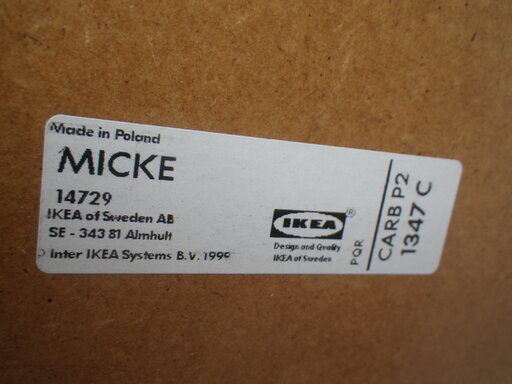 Made in Poland
MICKE
14729
IKEA of Sweden AB
SE - 343 81 Älmhult
Inter IKEA Systems B.V. 1999
IKEA®
Design and Quality
IKEA of Sweden
PQR
CARB P2
1347 C